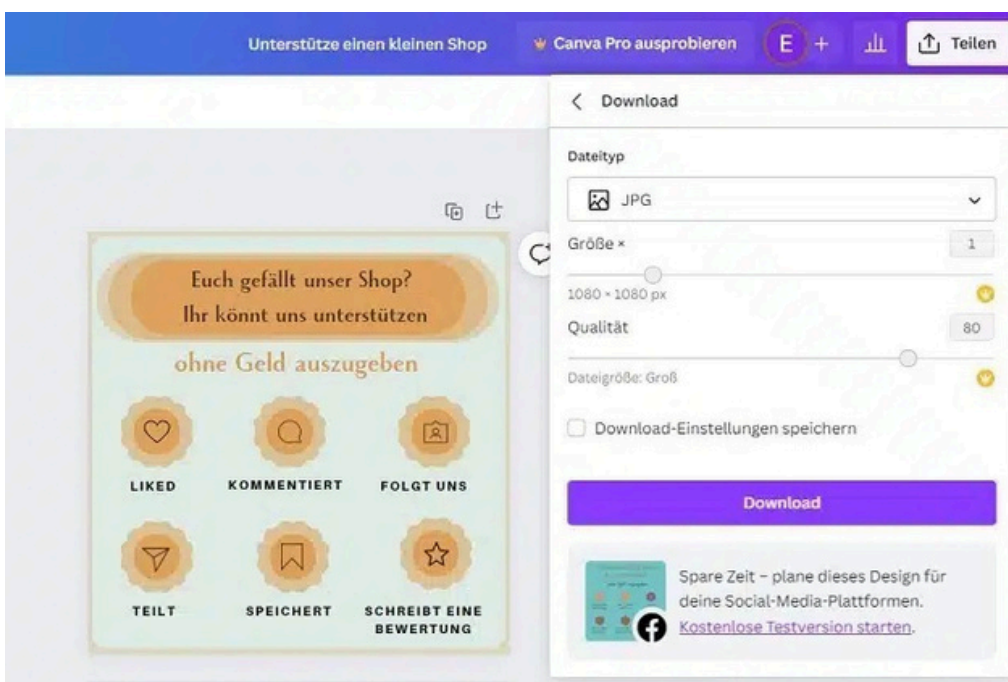 Unterstütze einen kleinen Shop
Canva Pro ausprobieren
E
+
Teilen
Download
Dateityp
JPG
Größe ×
1
1080 × 1080 px
Qualität
80
Dateigröße: Groß
Download-Einstellungen speichern
Download
Spare Zeit – plane dieses Design für
deine Social-Media-Plattformen.
Kostenlose Testversion starten.
Euch gefällt unser Shop?
Ihr könnt uns unterstützen
ohne Geld auszugeben
LIKED
KOMMENTIERT
FOLGT UNS
TEILT
SPEICHERT
SCHREIBT EINE
BEWERTUNG